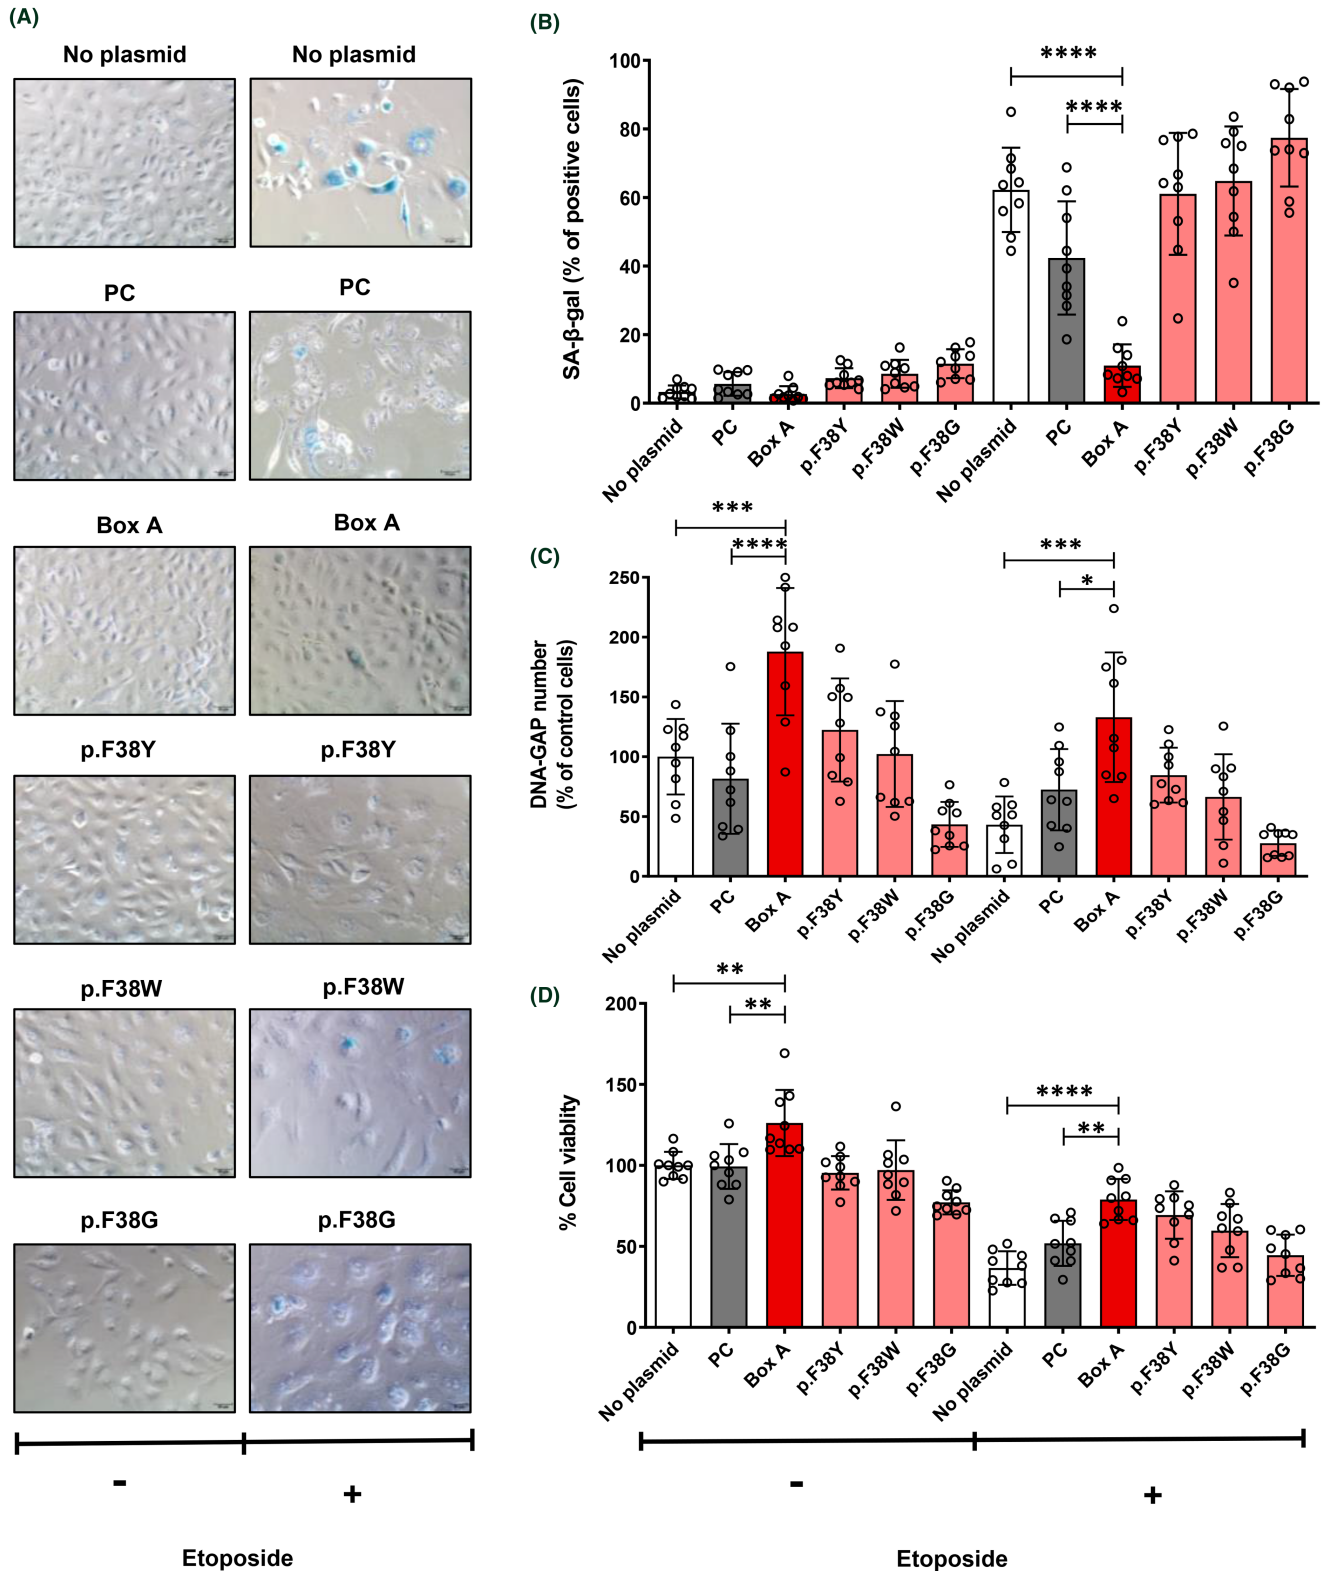 (A)
No plasmid No plasmid
PC PC
Box A Box A
p.F38Y p.F38Y
p.F38W p.F38W
p.F38G p.F38G
- +
Etoposide
(B)
SA-β-gal (% of positive cells)
100
80
60
40
20
0
**** 
****
No plasmid PC Box A p.F38Y p.F38W p.F38G No plasmid PC Box A p.F38Y p.F38W p.F38G
(C)
DNA-GAP number
(% of control cells)
250
200
150
100
50
0
***
****
***
*
No plasmid PC Box A p.F38Y p.F38W p.F38G No plasmid PC Box A p.F38Y p.F38W p.F38G
(D)
% Cell viablity
200
150
100
50
0
**
**
****
**
No plasmid PC Box A p.F38Y p.F38W p.F38G No plasmid PC Box A p.F38Y p.F38W p.F38G
- +
Etoposide